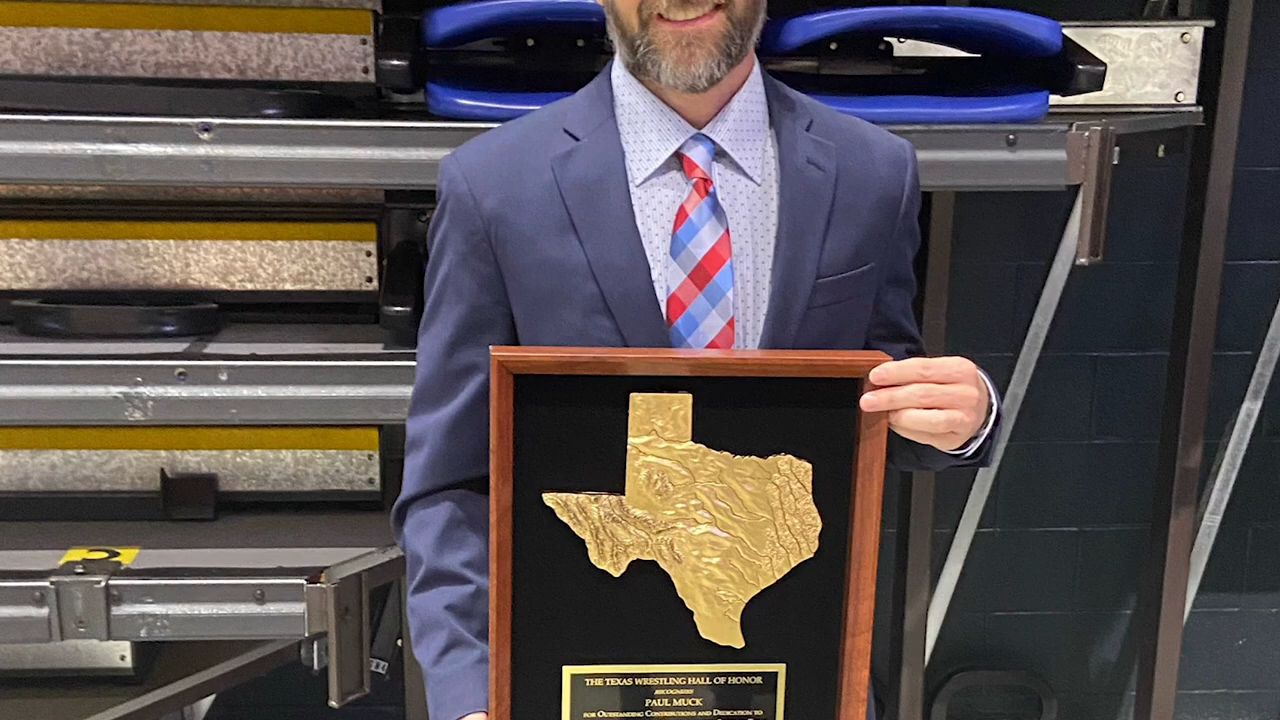 THE TEXAS WRESTLING HALL OF HONOR
RECOGNIZES
PAUL MUCK
FOR OUTSTANDING CONTRIBUTIONS AND DEDICATION TO